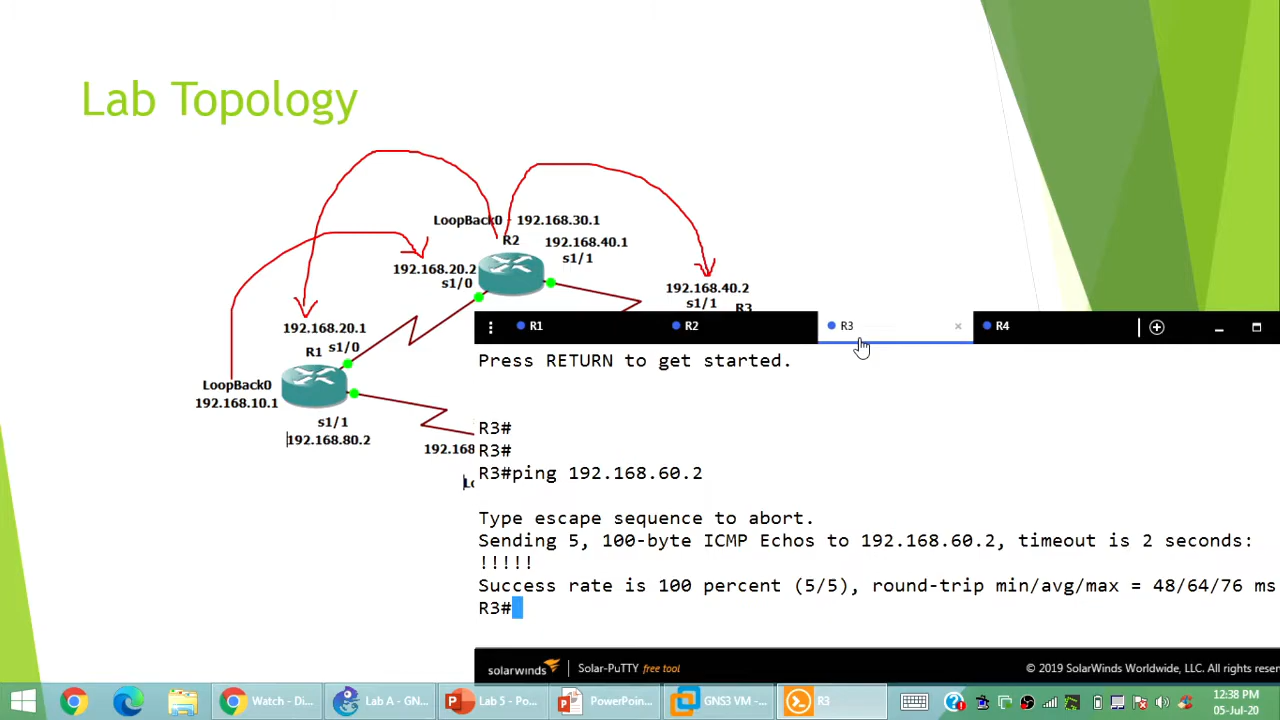 Lab Topology
LoopBack0 - 192.168.30.1
R2
192.168.40.1
s1/1
192.168.20.2
s1/0
192.168.40.2
s1/1
R3
192.168.20.1
s1/0
R1
LoopBack0
192.168.10.1
s1/1
192.168.80.2
192.168
R1 R2 R3 × R4
Press RETURN to get started.
R3#
R3#
R3#ping 192.168.60.2
Type escape sequence to abort.
Sending 5, 100-byte ICMP Echos to 192.168.60.2, timeout is 2 seconds:
!!!!!
Success rate is 100 percent (5/5), round-trip min/avg/max = 48/64/76 ms
R3#
solarwinds Solar-PuTTY free tool © 2019 SolarWinds Worldwide, LLC. All rights rese
Watch - Di... Lab A - GN... Lab 5 - Po... PowerPoin... GNS3 VM -... R3 12:38 PM
05-Jul-20